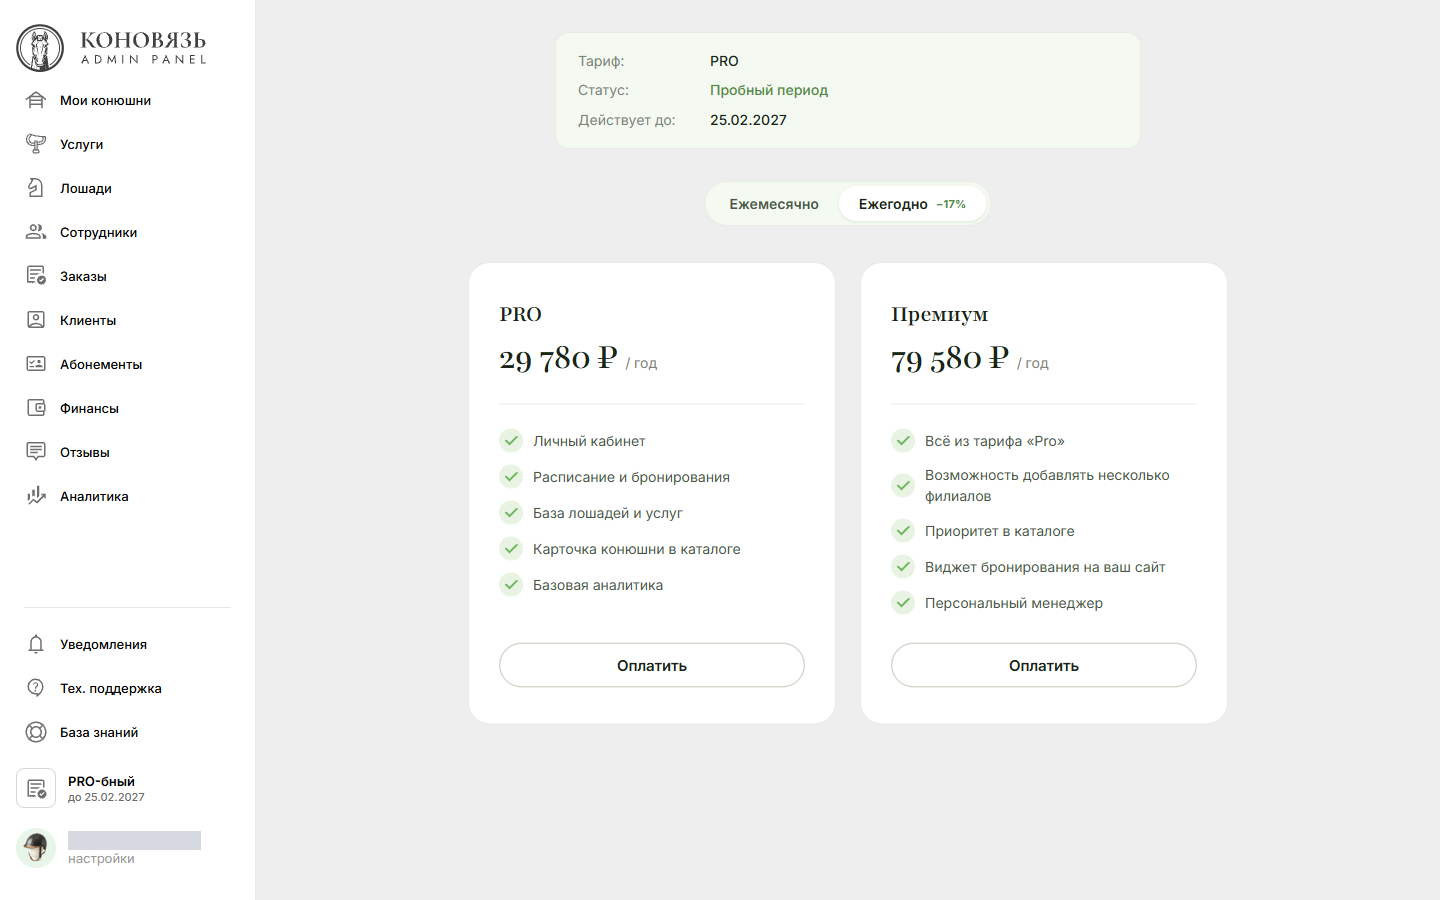 КОНОВЯЗЬ
ADMIN PANEL
Мои конюшни
Услуги
Лошади
Сотрудники
Заказы
Клиенты
Абонементы
Финансы
Отзывы
Аналитика
Уведомления
Тех. поддержка
База знаний
PRO-бный
до 25.02.2027
настройки
Тариф: PRO
Статус: Пробный период
Действует до: 25.02.2027
Ежемесячно Ежегодно −17%
PRO
29 780 ₽ / год
Личный кабинет
Расписание и бронирования
База лошадей и услуг
Карточка конюшни в каталоге
Базовая аналитика
Оплатить
Премиум
79 580 ₽ / год
Всё из тарифа «Pro»
Возможность добавлять несколько
филиалов
Приоритет в каталоге
Виджет бронирования на ваш сайт
Персональный менеджер
Оплатить